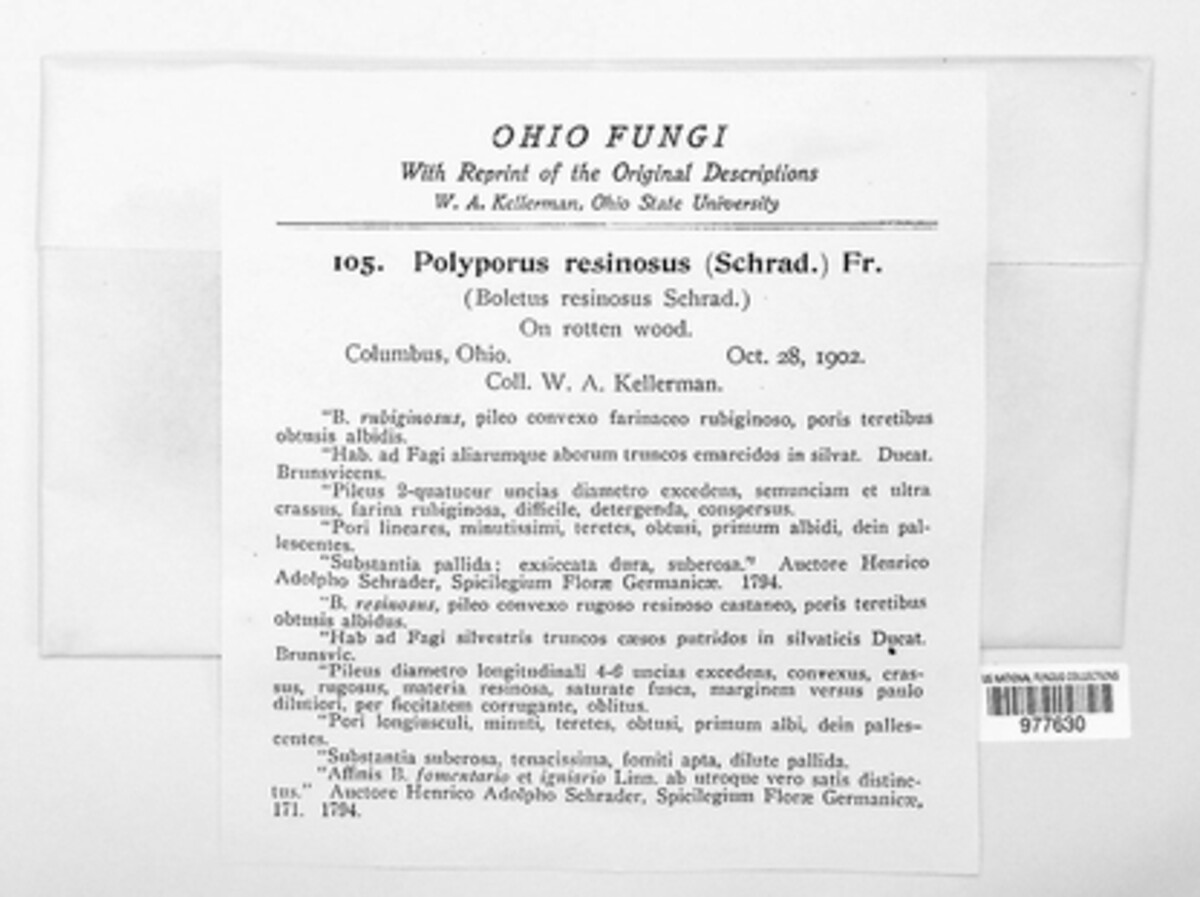 OHIO FUNGI
With Reprint of the Original Descriptions
W. A. Kellerman, Ohio State University
105. Polyporus resinosus (Schrad.) Fr.
(Boletus resinosus Schrad.)
On rotten wood.
Columbus, Ohio. Oct. 28, 1902.
Coll. W. A. Kellerman.
"B. rubiginosus, pileo convexo farinaceo rubiginoso, poris teretibus
obtusis albidis.
"Hab. ad Fagi aliarumque aborum truncos emarcidos in silvat. Ducat.
Brunsvicens.
"Pileus 2-quatuour uncias diametro excedens, semunciam et ultra
crassus, farina rubiginosa, difficile, detergenda, conspersus.
"Pori lineares, minutissimi, teretes, obtusi, primum albidi, dein pal-
lescentes.
"Substantia pallida; exsiccata dura, suberosa." Auctore Henrico
Adolpho Schrader, Spicilegium Floræ Germanicæ. 1794.
"B. resinosus, pileo convexo rugoso resinoso castaneo, poris teretibus
obtusis albidus.
"Hab ad Fagi silvestris truncos cæsos putridos in silvaticis Ducat.
Brunsvic.
"Pileus diametro longitudinali 4-6 uncias excedens, convexus, cras-
sus, rugosus, materia resinosa, saturate fusca, marginem versus paulo
dilutiori, per ficcitatem corrugante, oblitus.
"Pori longiusculi, minuti, teretes, obtusi, primum albi, dein palles-
centes.
"Substantia suberosa, tenacissima, fomiti apta, dilute pallida.
"Affinis B. fomentario et igniario Linn. ab utroque vero satis distinc-
tus." Auctore Henrico Adolpho Schrader, Spicilegium Floræ Germanicæ,
171. 1794.
US NATIONAL FUNGUS COLLECTIONS
977630